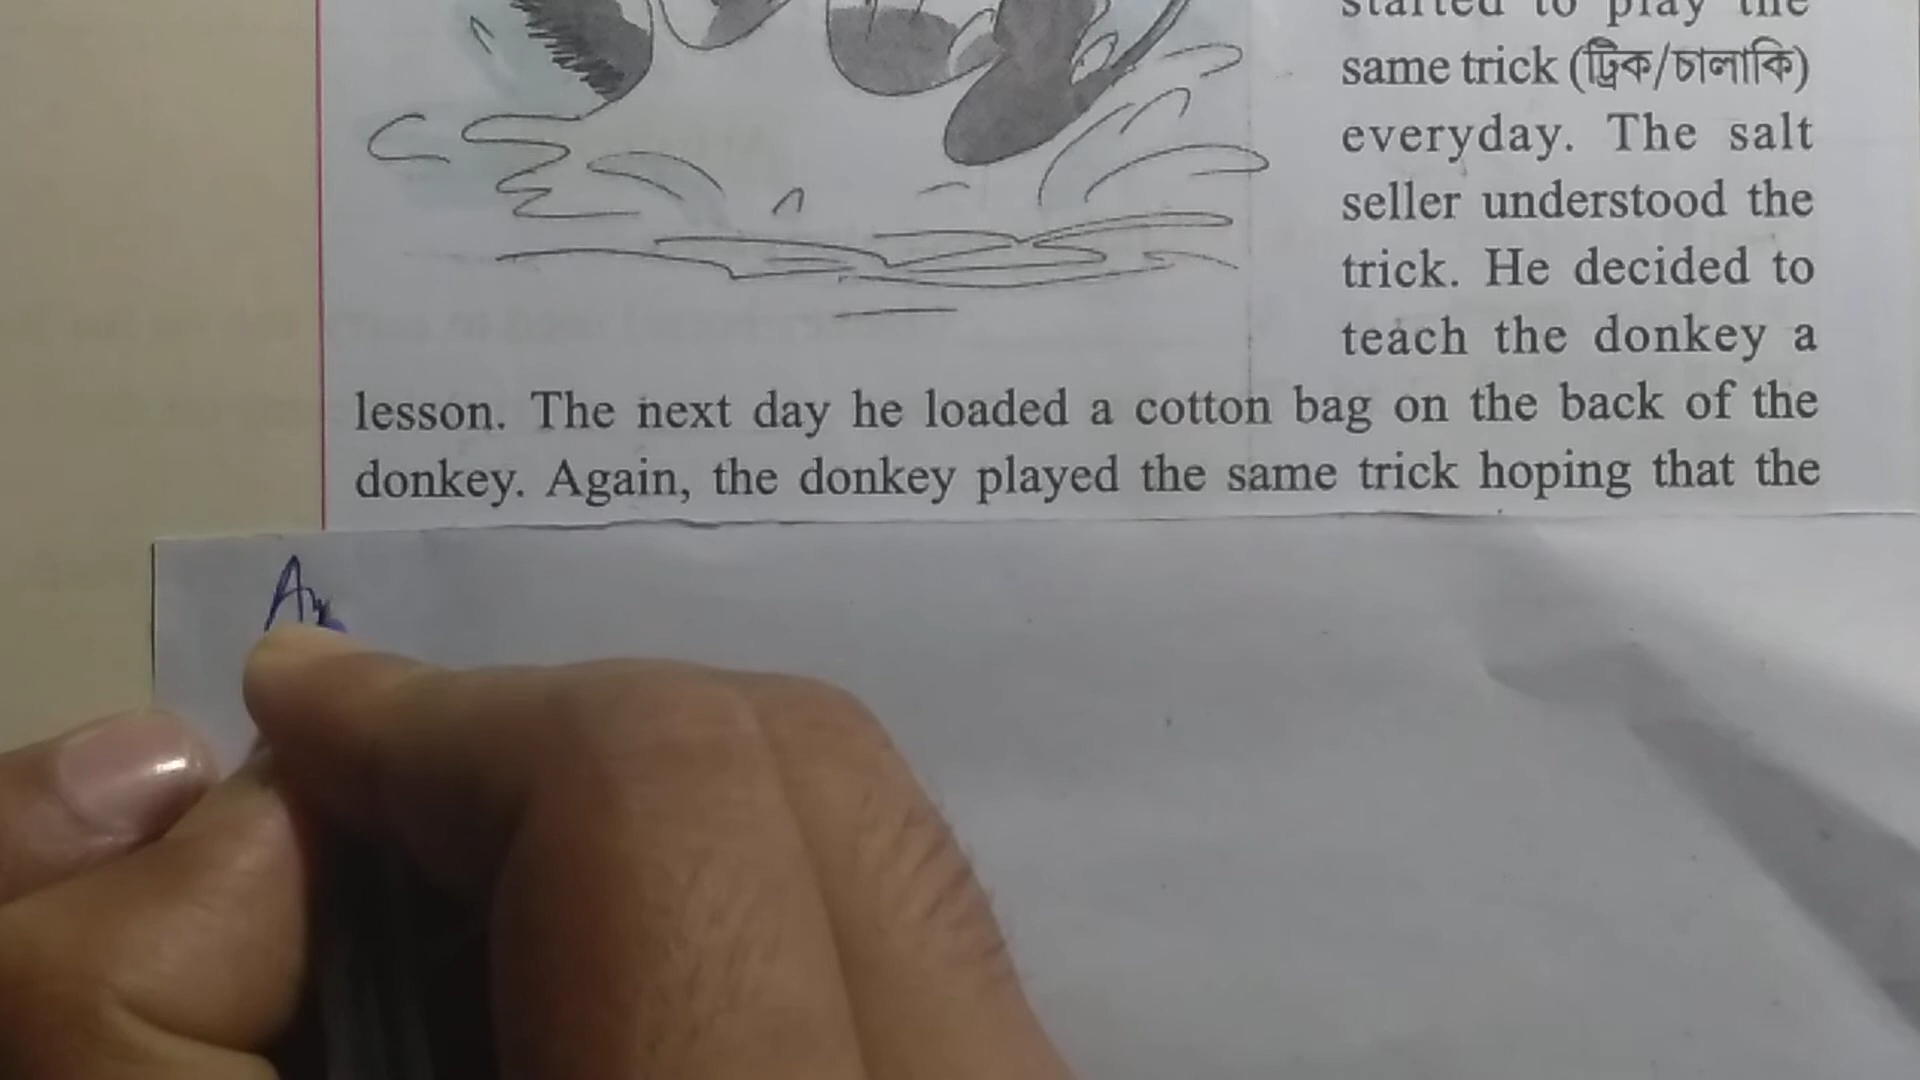 started to play the
same trick (ট্রিক/চালাকি)
everyday. The salt
seller understood the
trick. He decided to
teach the donkey a
lesson. The next day he loaded a cotton bag on the back of the
donkey. Again, the donkey played the same trick hoping that the